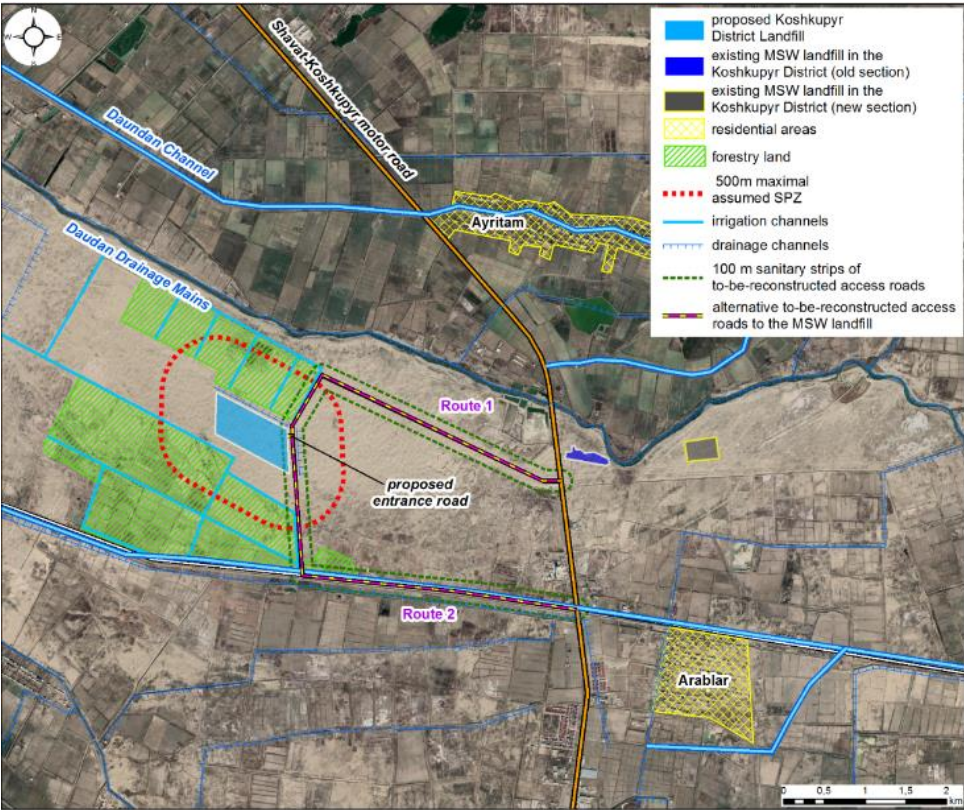 N
W
E
S
Shavat-Koshkupyr motor road
Daundan Channel
Daudan Drainage Mains
Ayritam
Route 1
proposed
entrance road
Route 2
Arablar
proposed Koshkupyr
District Landfill
existing MSW landfill in the
Koshkupyr District (old section)
existing MSW landfill in the
Koshkupyr District (new section)
residential areas
forestry land
500m maximal
assumed SPZ
irrigation channels
drainage channels
100 m sanitary strips of
to-be-reconstructed access roads
alternative to-be-reconstructed access
roads to the MSW landfill
0 0,5 1 1,5 2
km